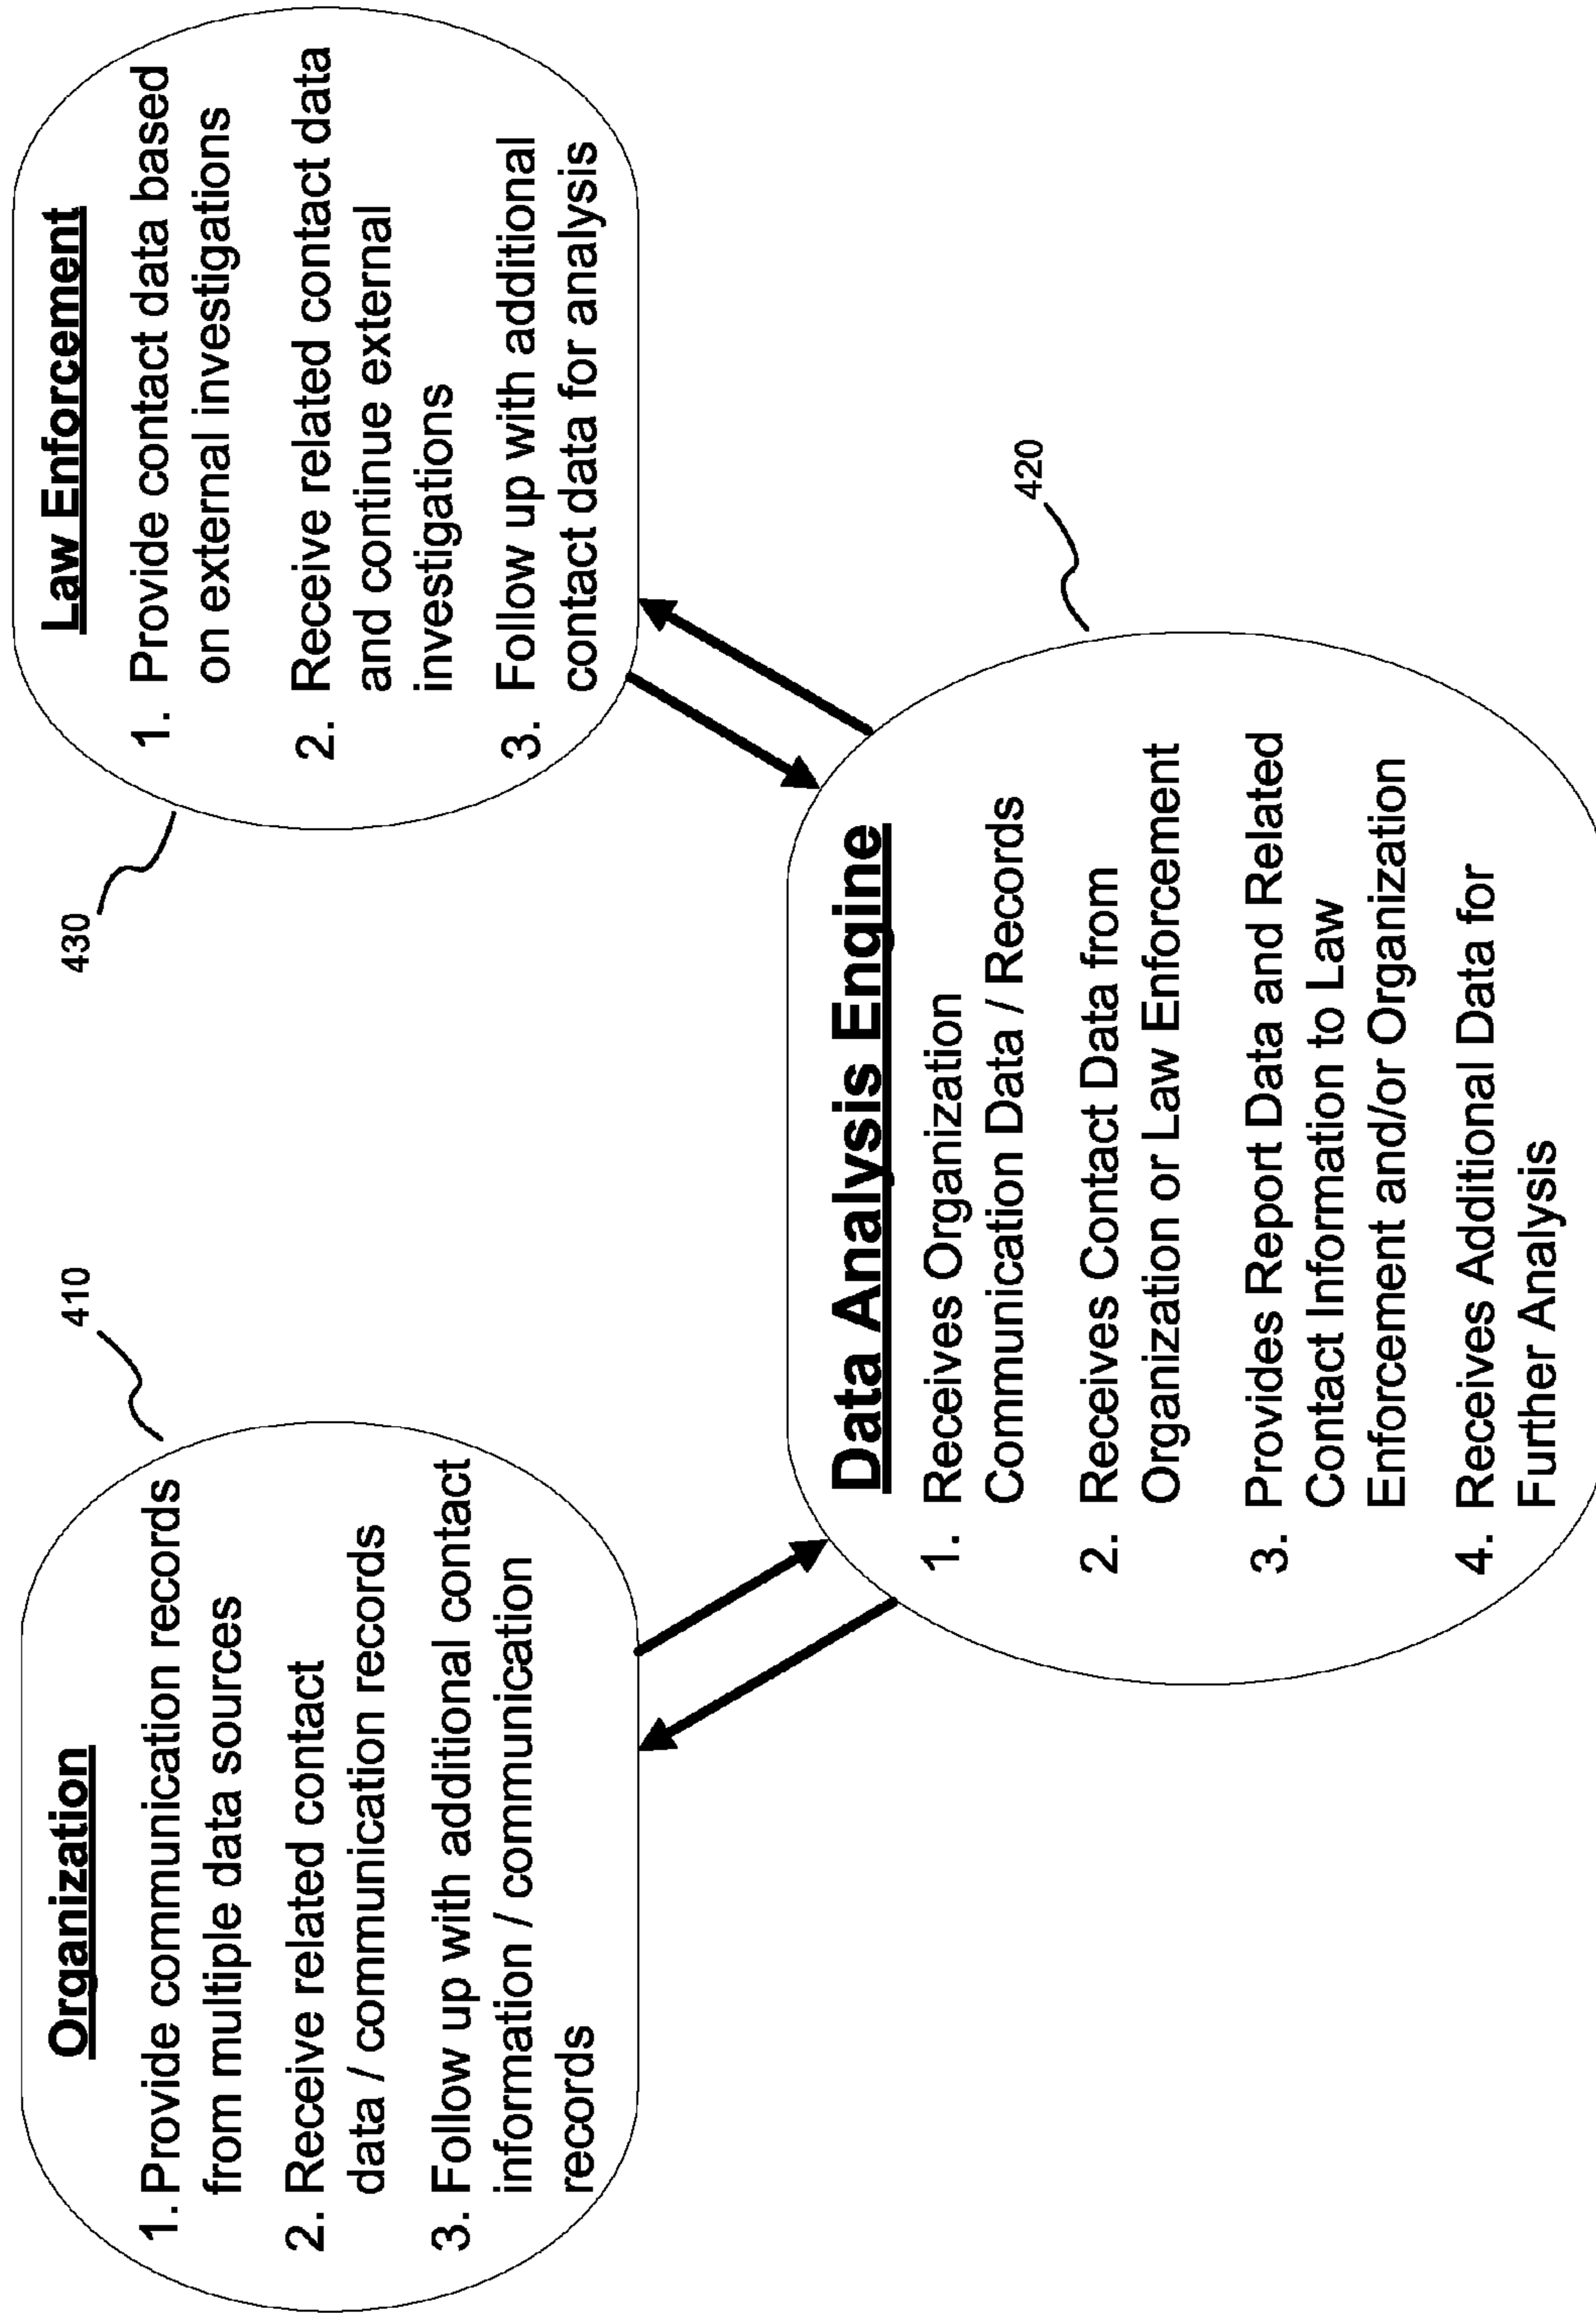 410
Organization
1. Provide communication records
from multiple data sources
2. Receive related contact
data / communication records
3. Follow up with additional contact
information / communication
records
430
Law Enforcement
1. Provide contact data based
on external investigations
2. Receive related contact data
and continue external
investigations
3. Follow up with additional
contact data for analysis
420
Data Analysis Engine
1. Receives Organization
Communication Data / Records
2. Receives Contact Data from
Organization or Law Enforcement
3. Provides Report Data and Related
Contact Information to Law
Enforcement and/or Organization
4. Receives Additional Data for
Further Analysis